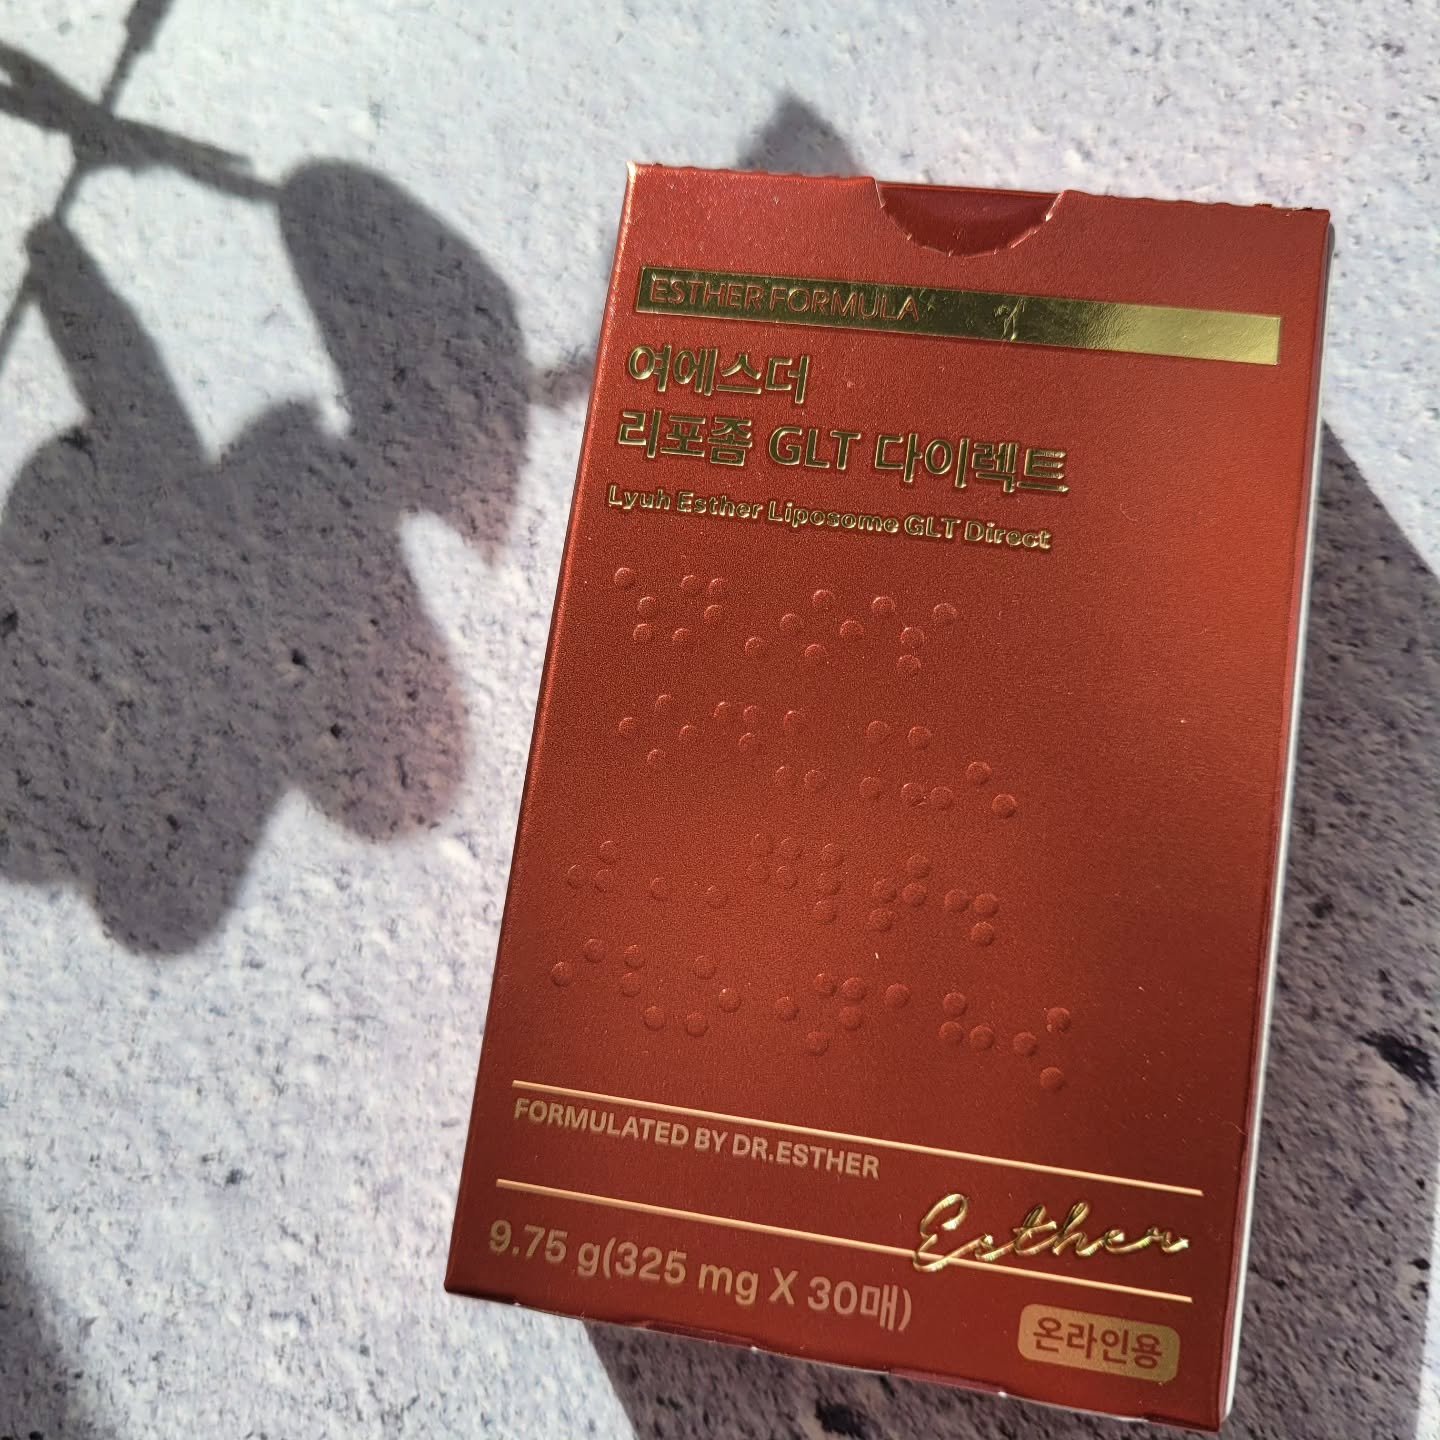 ESTHER FORMULA
여에스더
리포좀 GLT 다이렉트
Lyuh Esther Liposome GLT Direct
FORMULATED BY DR.ESTHER
Esther
9.75 g(325 mg X 30매)
온라인용